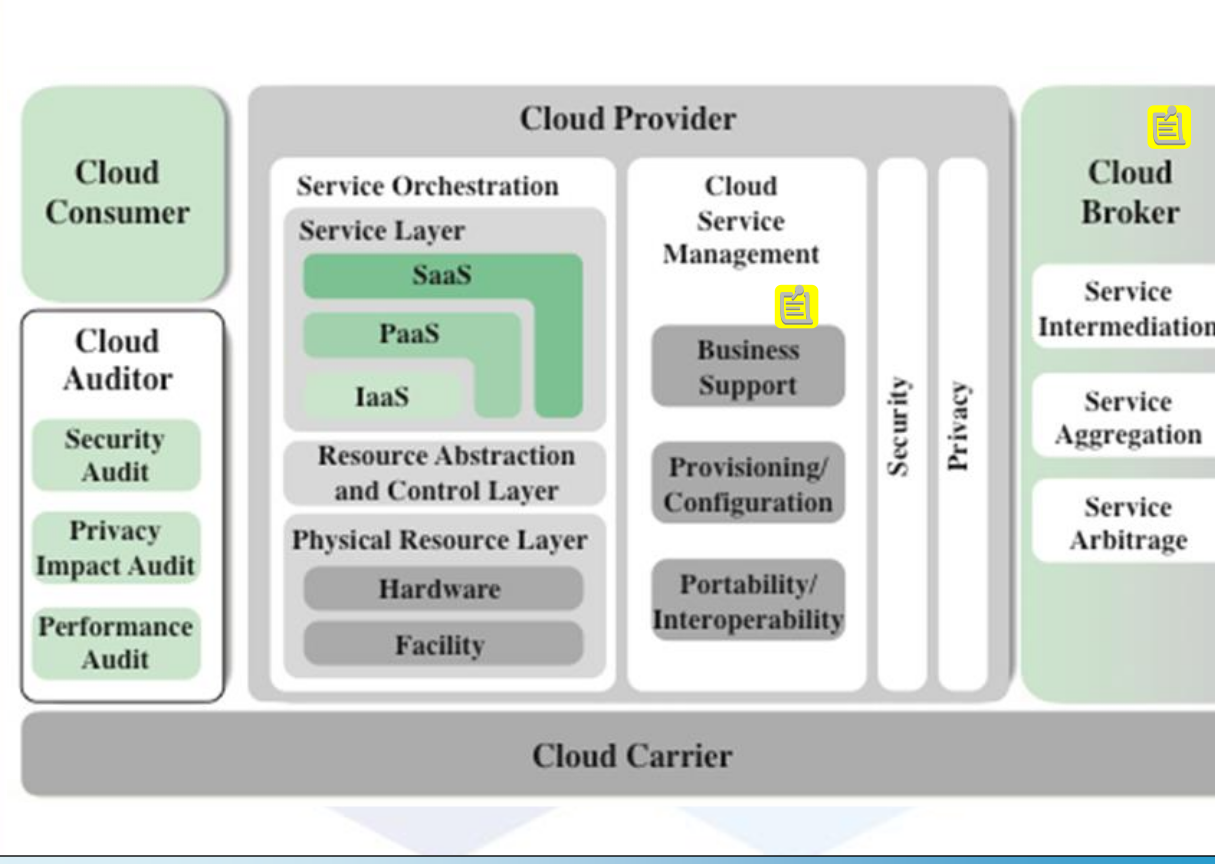 Cloud
Consumer
Cloud
Auditor
Security
Audit
Privacy
Impact Audit
Performance
Audit
Cloud Provider
Service Orchestration
Service Layer
SaaS
PaaS
IaaS
Resource Abstraction
and Control Layer
Physical Resource Layer
Hardware
Facility
Cloud
Service
Management
Business
Support
Provisioning/
Configuration
Portability/
Interoperability
Security
Privacy
Cloud
Broker
Service
Intermediation
Service
Aggregation
Service
Arbitrage
Cloud Carrier